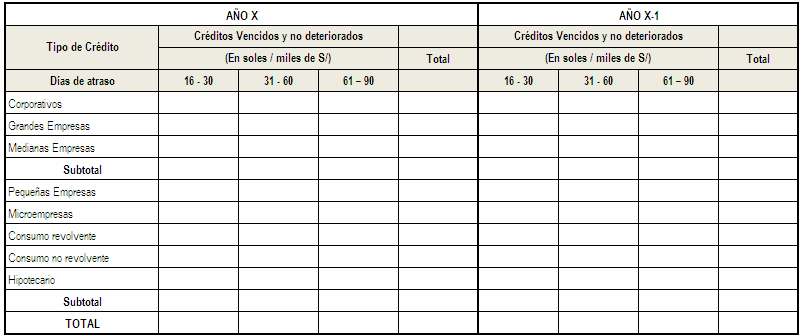 AÑO X AÑO X-1
Tipo de Crédito Créditos Vencidos y no deteriorados Créditos Vencidos y no deteriorados
(En soles / miles de S/) Total (En soles / miles de S/) Total
Días de atraso 16 - 30 31 - 60 61 – 90 16 - 30 31 - 60 61 – 90
Corporativos
Grandes Empresas
Medianas Empresas
Subtotal
Pequeñas Empresas
Microempresas
Consumo revolvente
Consumo no revolvente
Hipotecario
Subtotal
TOTAL